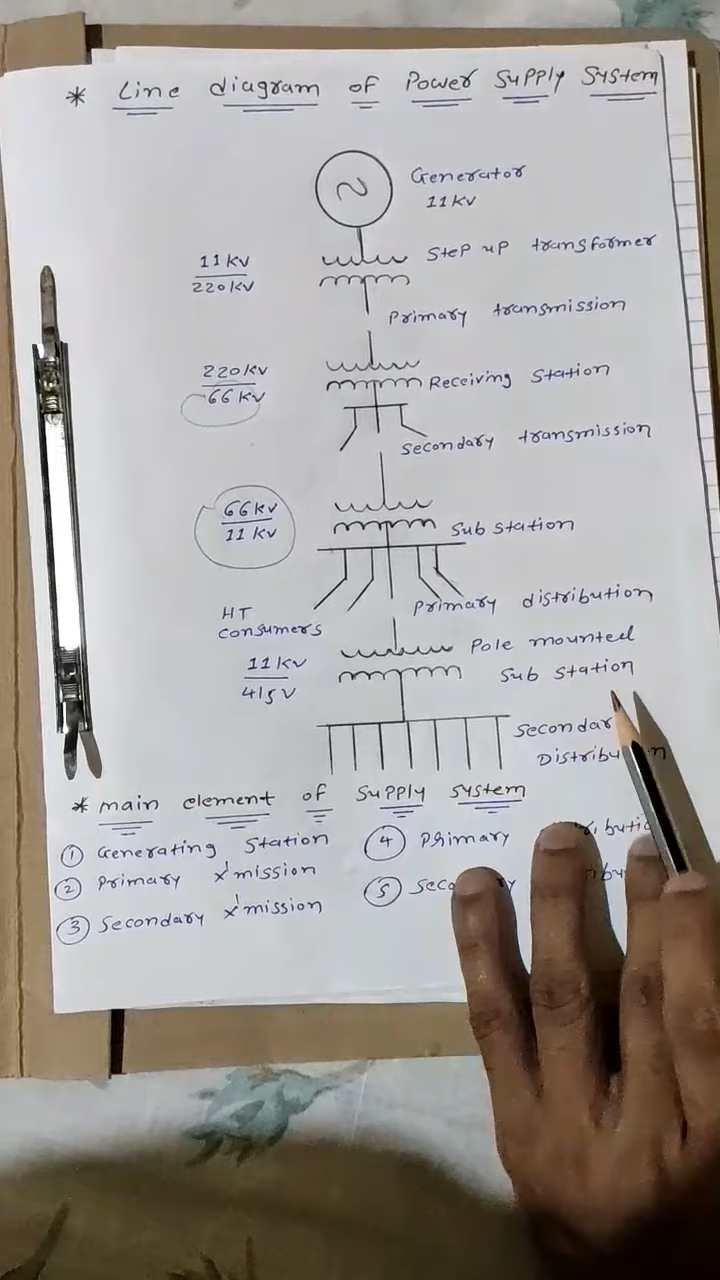 * Line diagram of Power Supply System
Generator
11 KV
Step up transformer
11 KV
220 KV
Primary transmission
220 KV
66 KV
Receiving Station
Secondary transmission
66 KV
11 KV
Sub Station
Primary distribution
HT
consumers
Pole mounted
Sub Station
11 KV
415 V
* main element of Supply System
① Generating Station
② Primary x'mission
③ Secondary x'mission
④ Primary
⑤